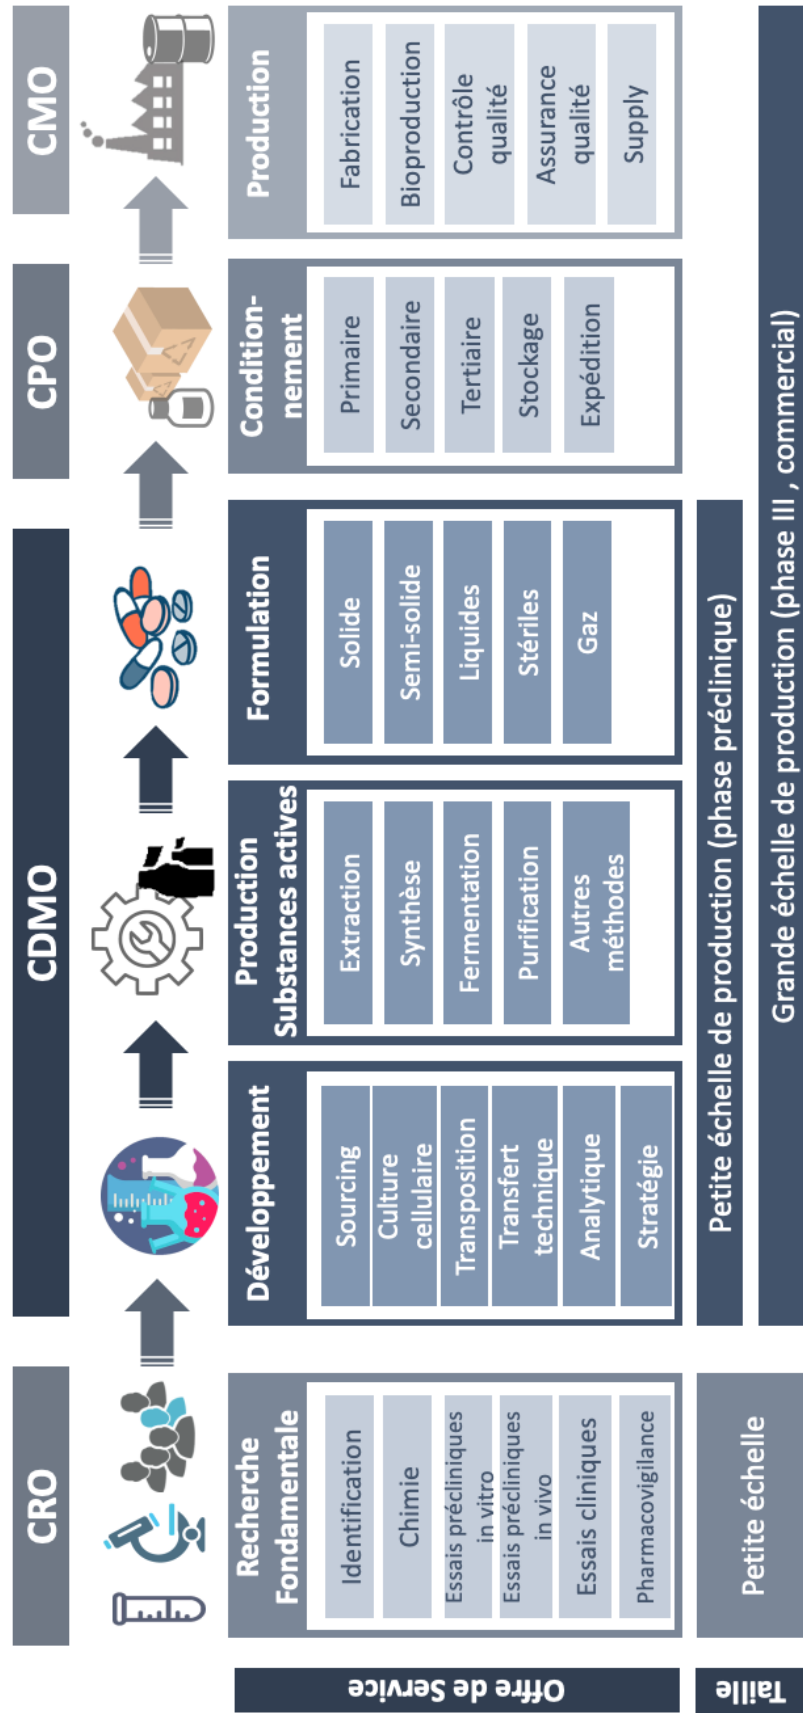 CRO
CDMO
CPO
CMO
Offre de Service
Recherche
Fondamentale
Identification
Chimie
Essais précliniques
in vitro
Essais précliniques
in vivo
Essais cliniques
Pharmacovigilance
Développement
Sourcing
Culture
cellulaire
Transposition
Transfert
technique
Analytique
Stratégie
Production
Substances actives
Extraction
Synthèse
Fermentation
Purification
Autres
méthodes
Formulation
Solide
Semi-solide
Liquides
Stériles
Gaz
Condition-
nement
Primaire
Secondaire
Tertiaire
Stockage
Expédition
Production
Fabrication
Bioproduction
Contrôle
qualité
Assurance
qualité
Supply
Taille
Petite échelle
Petite échelle de production (phase préclinique)
Grande échelle de production (phase III , commercial)